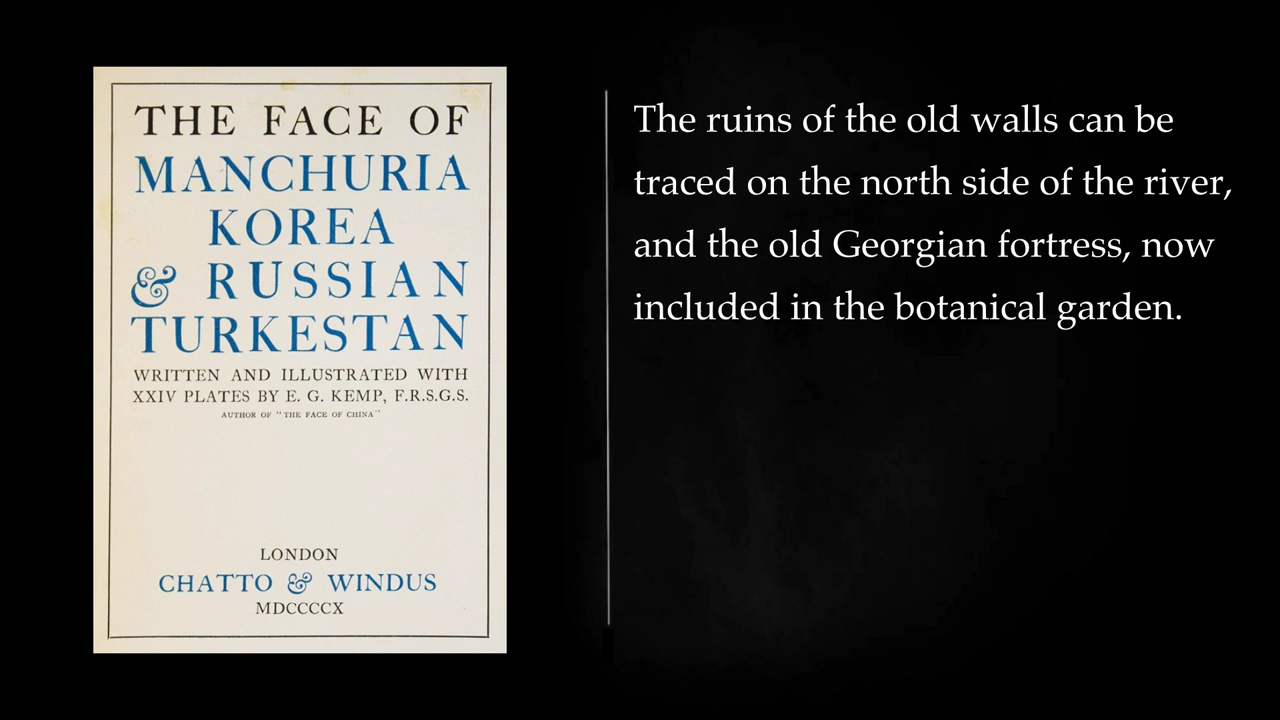 THE FACE OF
MANCHURIA
KOREA
& RUSSIAN
TURKESTAN
WRITTEN AND ILLUSTRATED WITH
XXIV PLATES BY E. G. KEMP, F.R.S.G.S.
AUTHOR OF "THE FACE OF CHINA"
LONDON
CHATTO & WINDUS
MDCCCCX
The ruins of the old walls can be
traced on the north side of the river,
and the old Georgian fortress, now
included in the botanical garden.